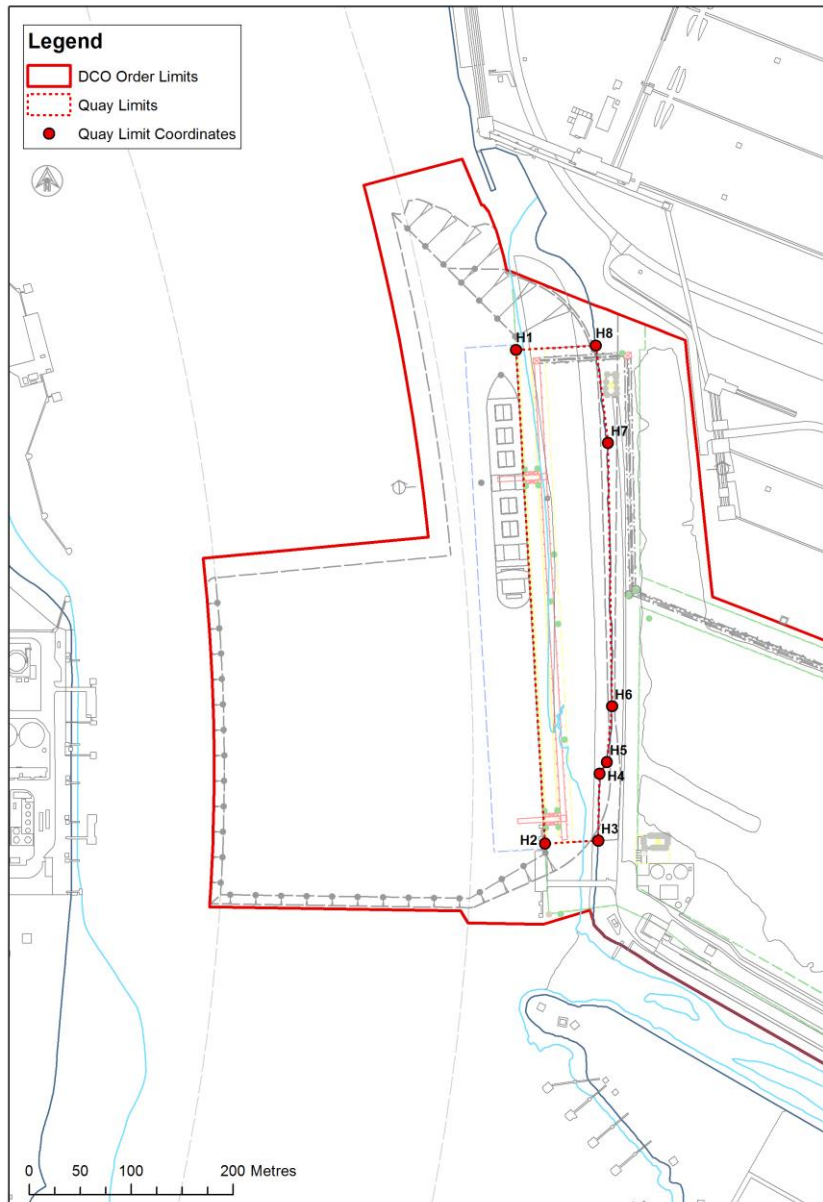 Legend
DCO Order Limits
Quay Limits
Quay Limit Coordinates
H1
H8
H7
H6
H5
H4
H3
H2
0 50 100 200 Metres